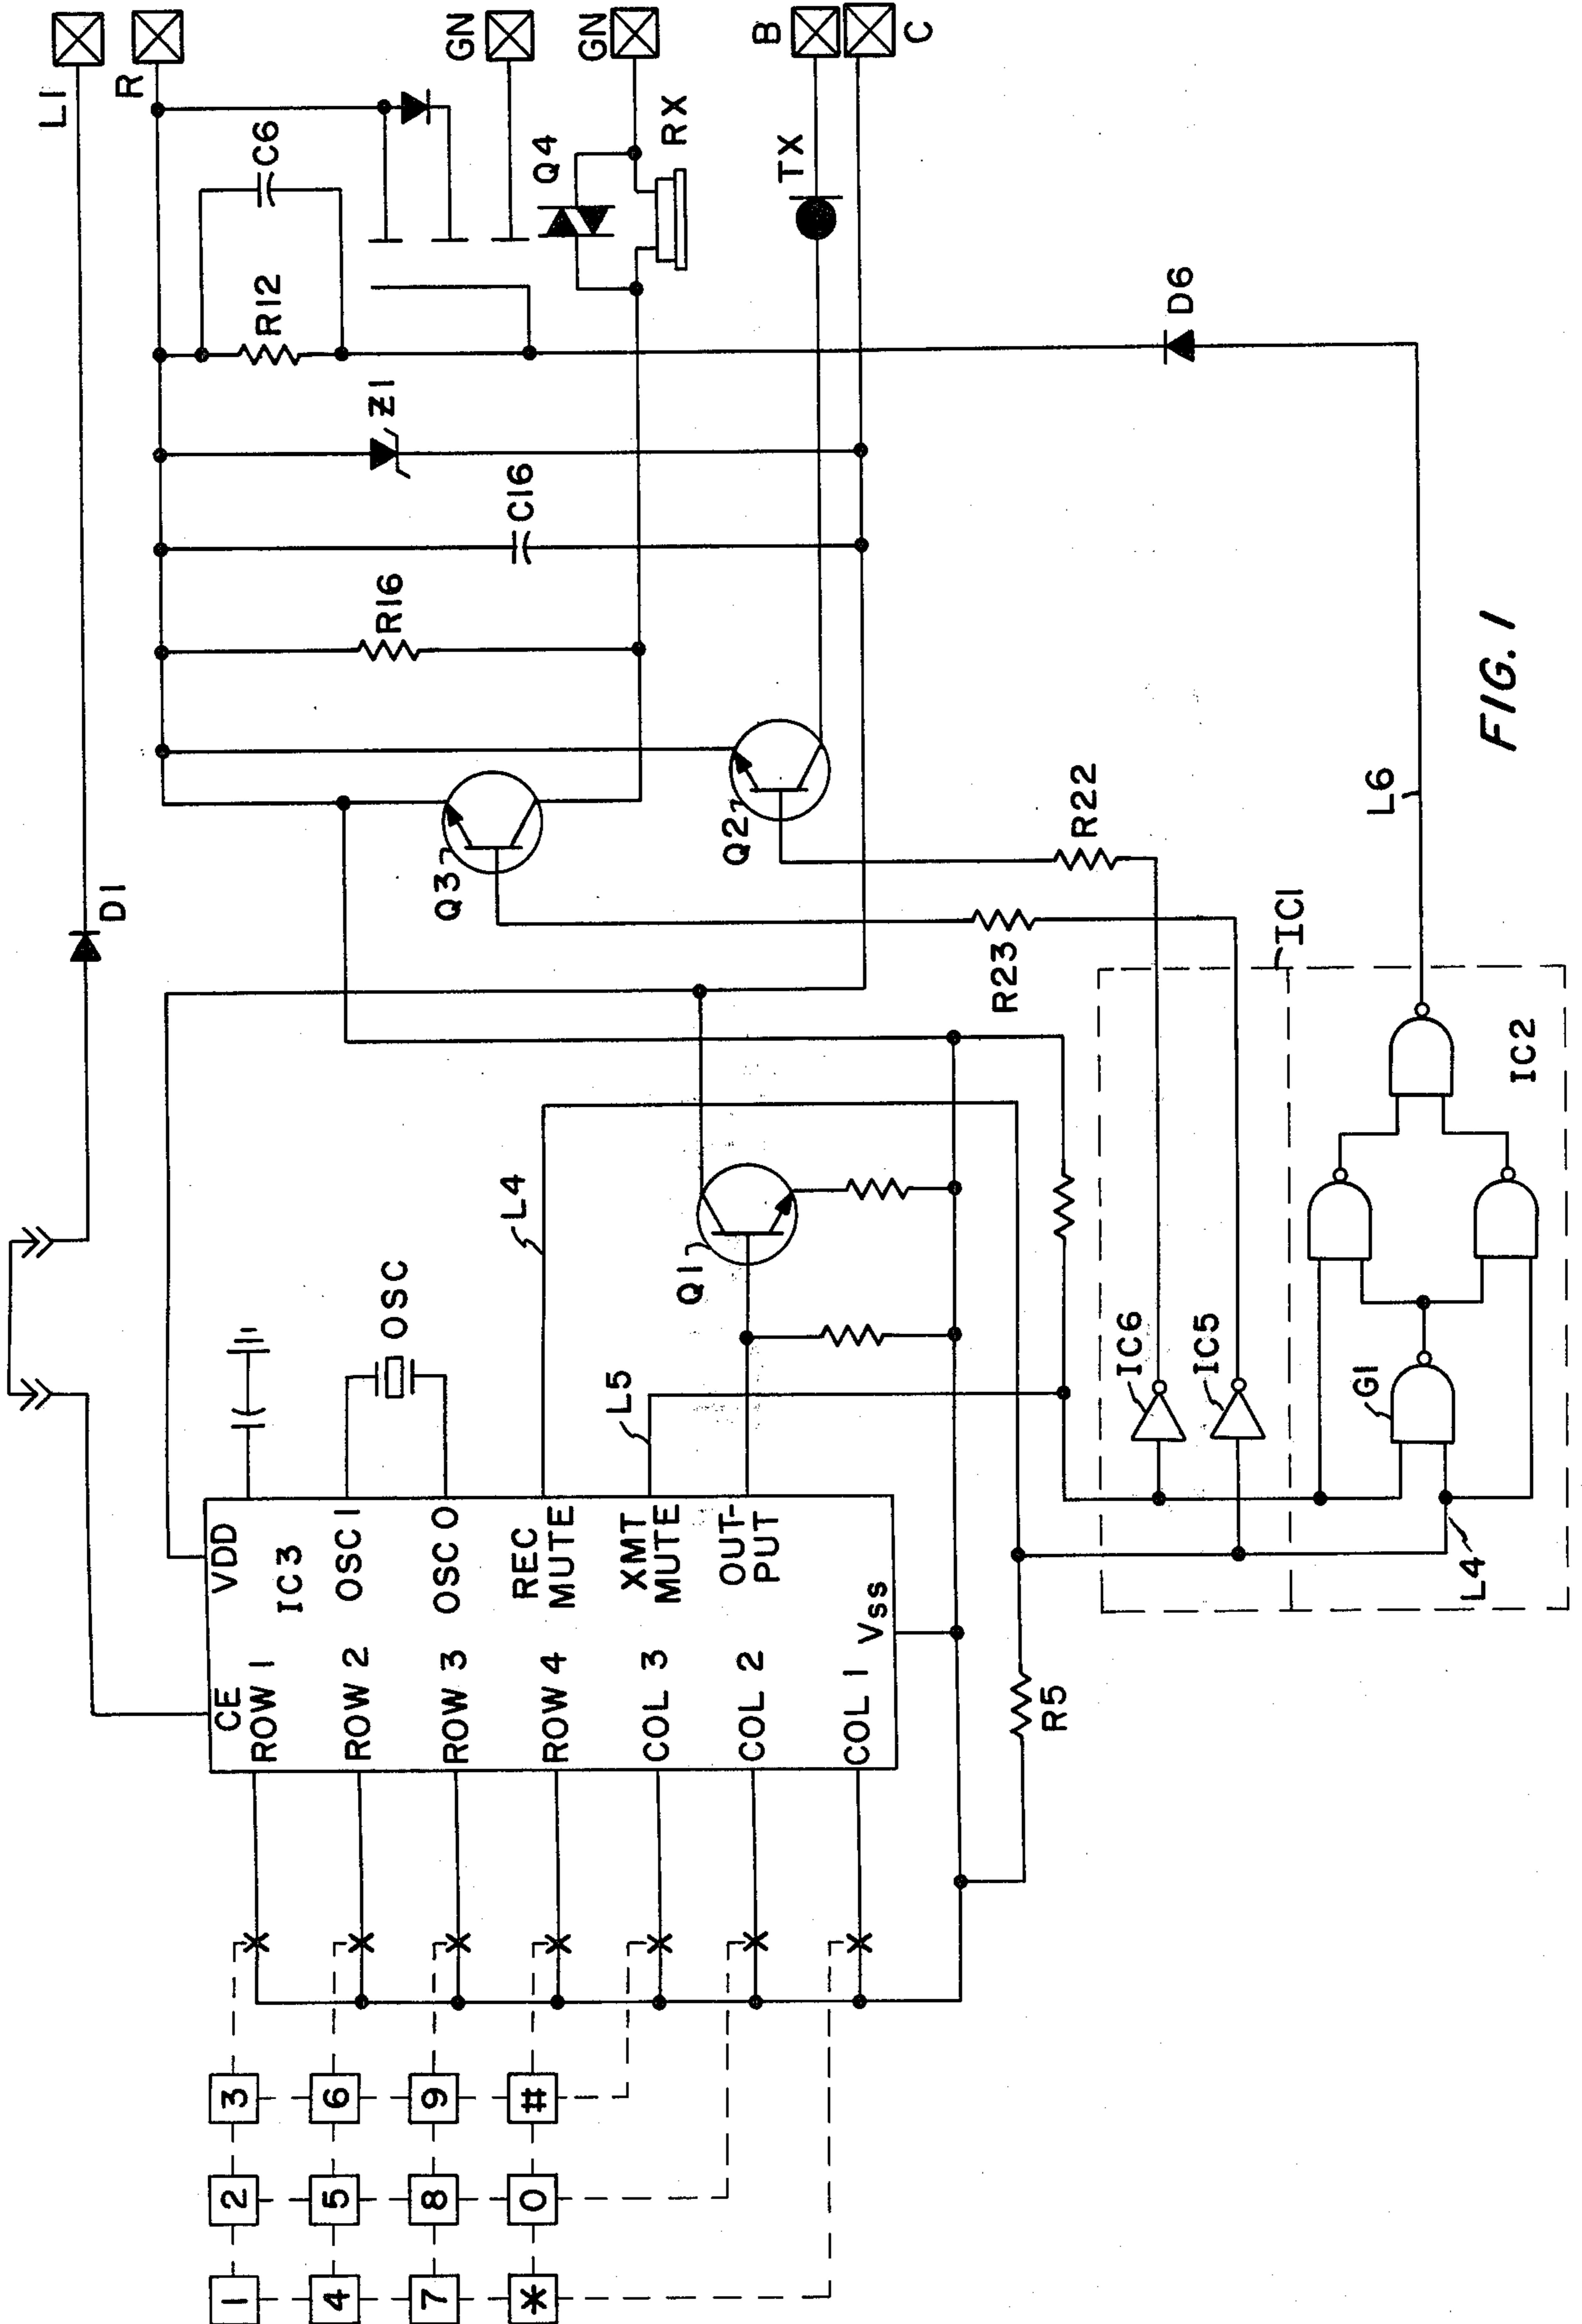 1 2 3
4 5 6
7 8 9
* 0 #
CE
VDD
ROW 1
IC3
ROW 2
OSC I
ROW 3
OSC O
ROW 4
REC MUTE
COL 3
XMT MUTE
COL 2
OUT-
PUT
COL 1
Vss
OSC
L5
L4
Q1
R5
D1
L1
R
Q3
Q2
R16
C16
Z1
R12
C6
GN
GN
Q4
RX
TX
B
C
D6
R23
R22
IC6
IC5
IC1
G1
L4
IC2
L6
FIG. 1